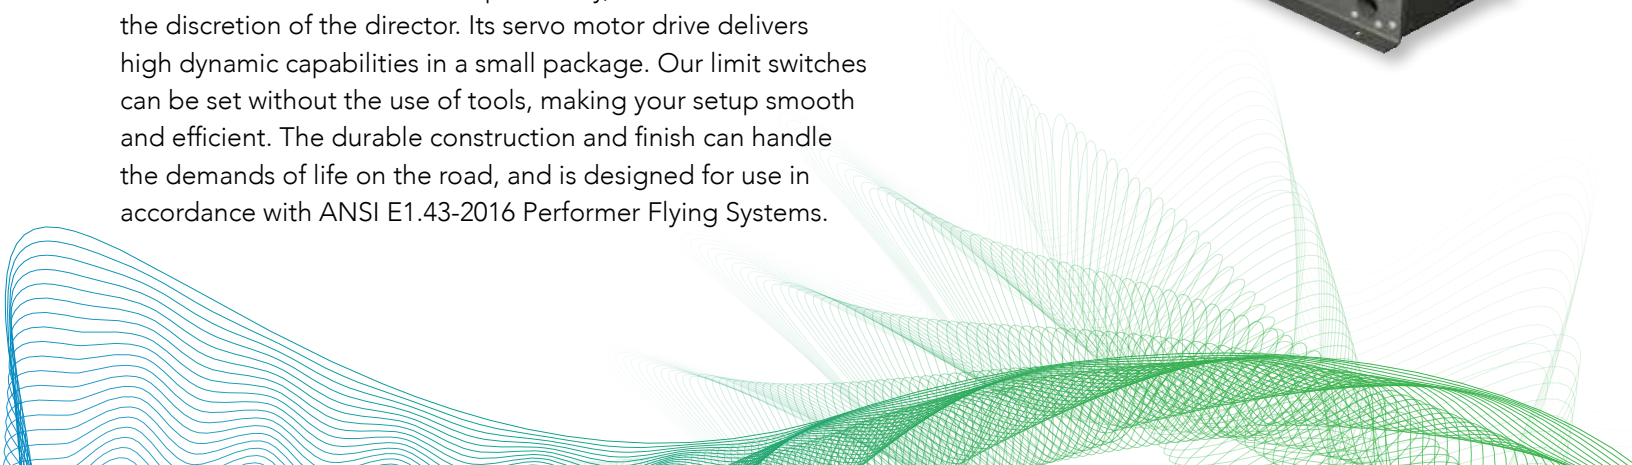 the discretion of the director. Its servo motor drive delivers
high dynamic capabilities in a small package. Our limit switches
can be set without the use of tools, making your setup smooth
and efficient. The durable construction and finish can handle
the demands of life on the road, and is designed for use in
accordance with ANSI E1.43-2016 Performer Flying Systems.